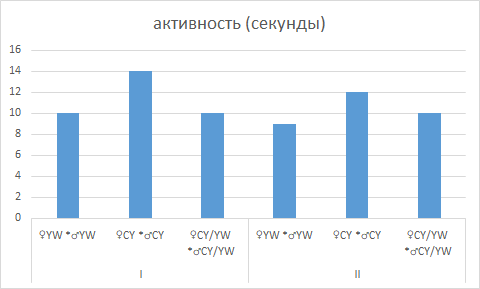 активность (секунды)
16
14
12
10
8
6
4
2
0
♀YW *♂YW
♀CY *♂CY
♀CY/YW
*♂CY/YW
♀YW *♂YW
♀CY *♂CY
♀CY/YW
*♂CY/YW
I
II